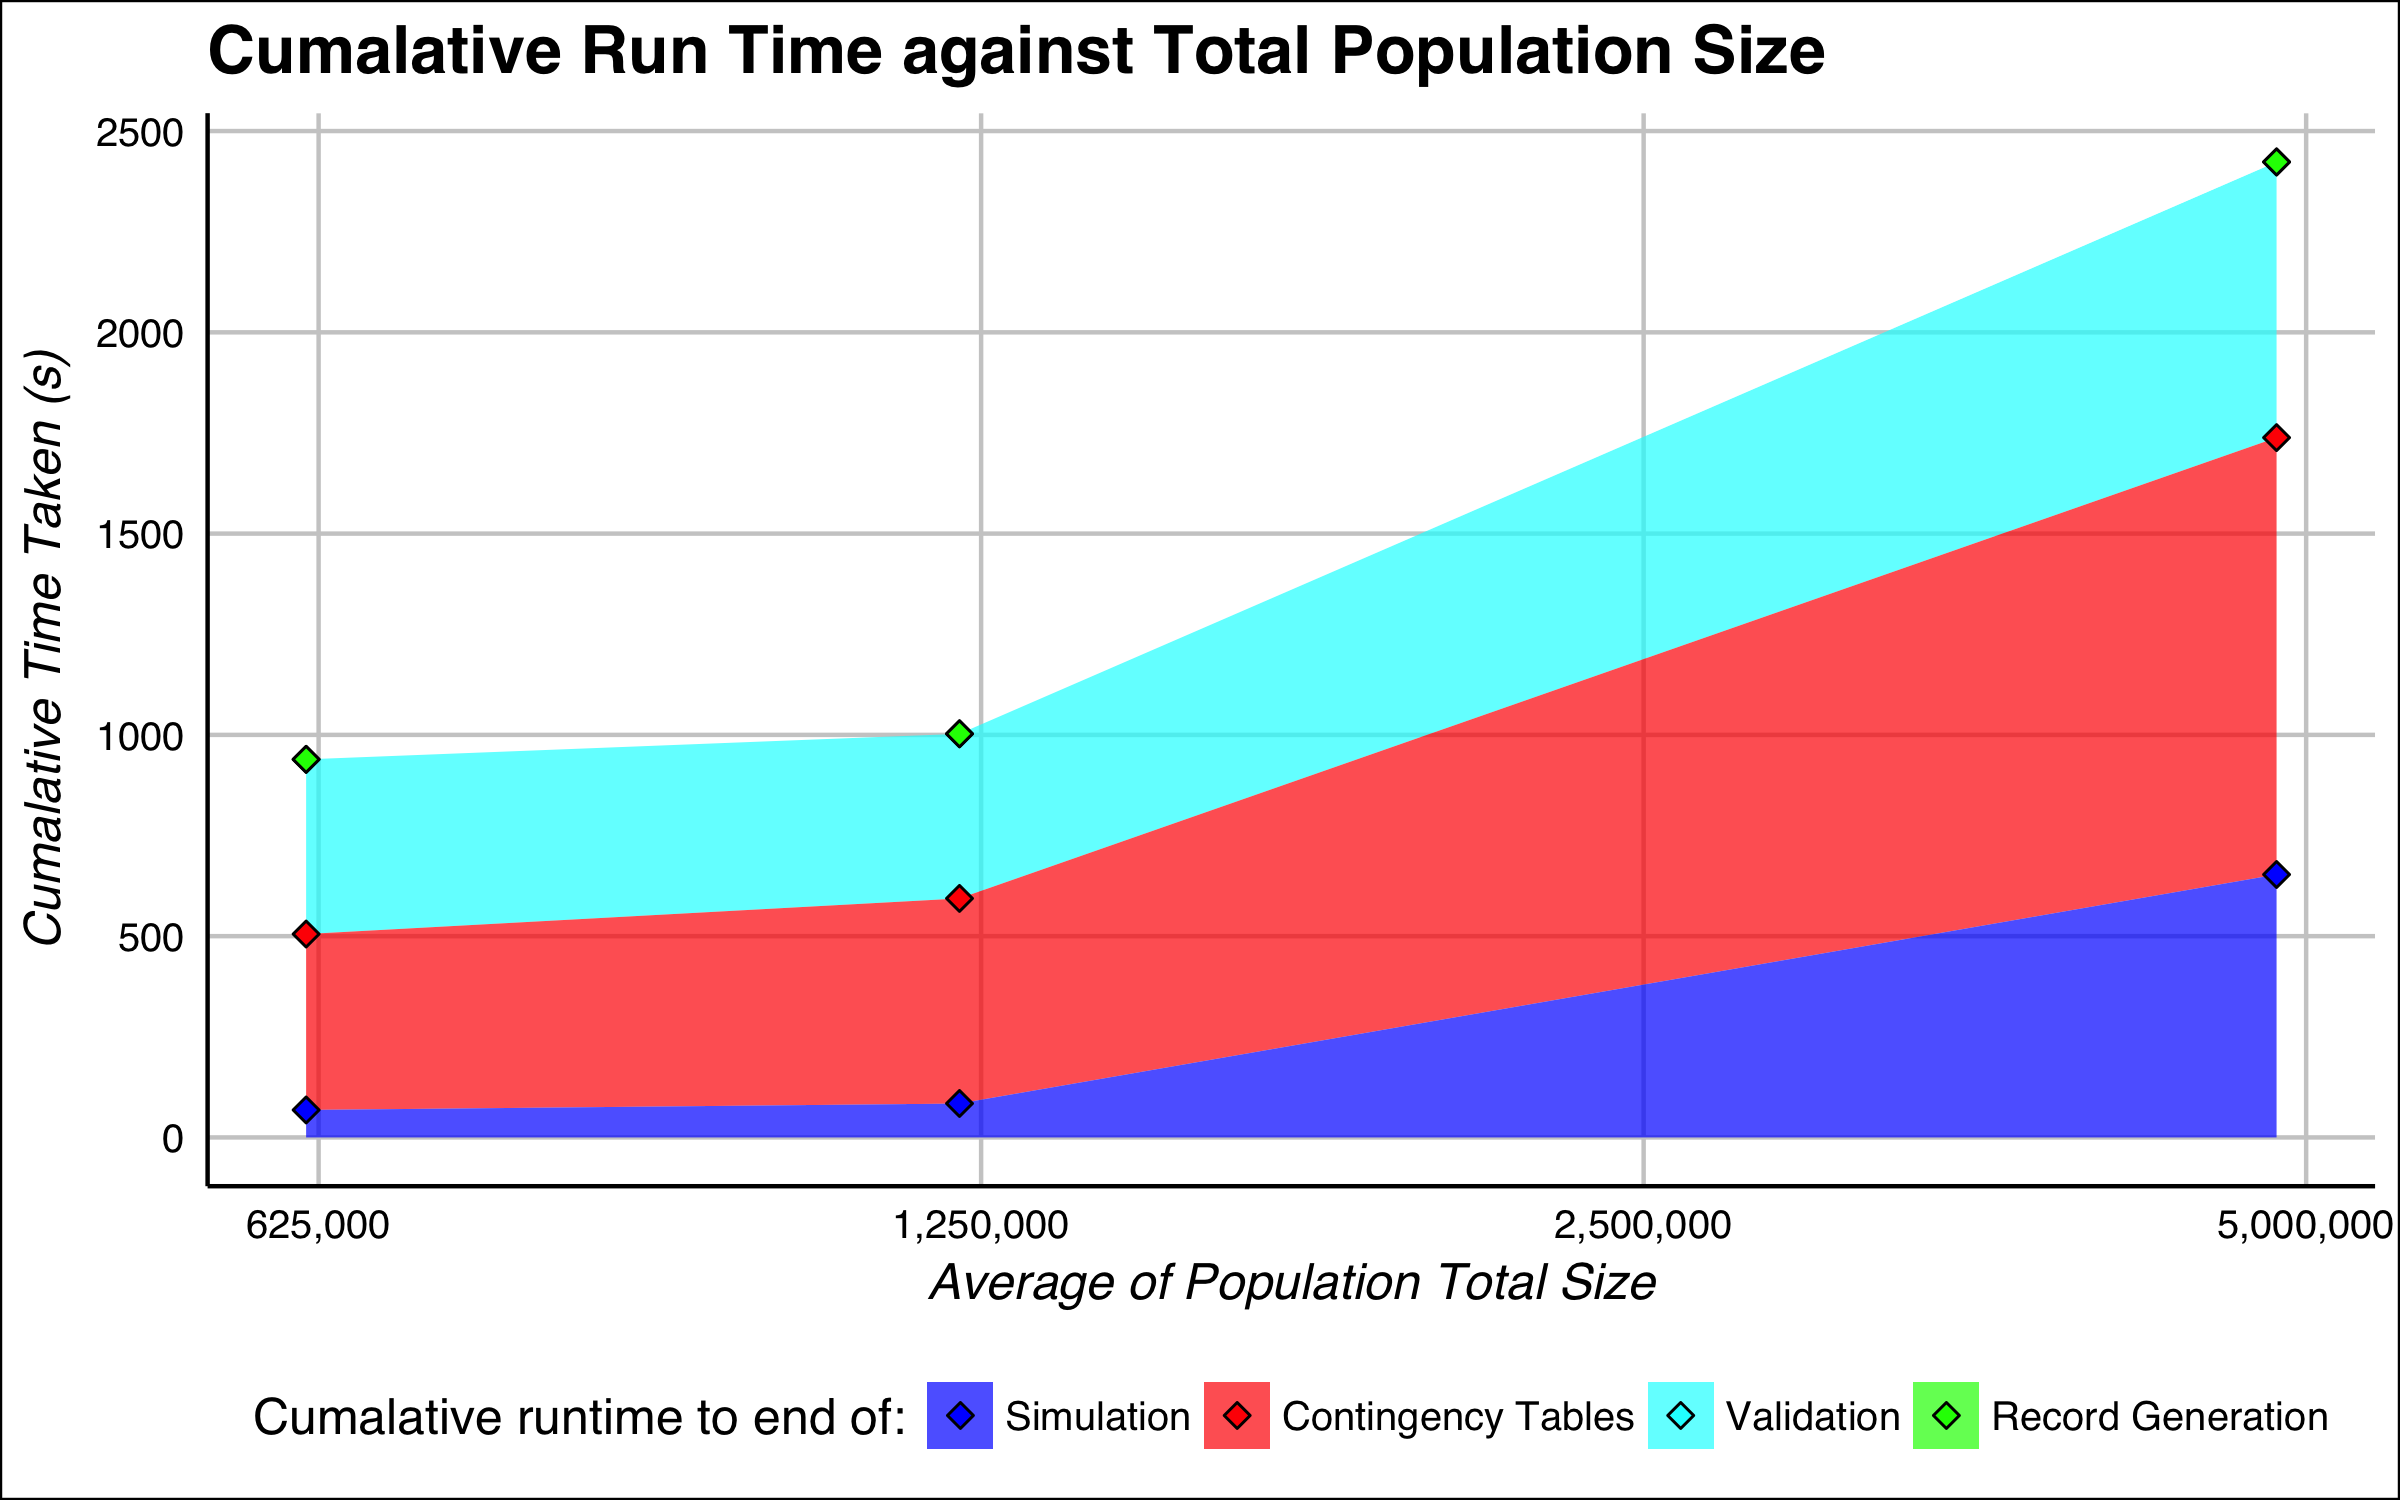 Cumalative Run Time against Total Population Size
Cumalative Time Taken (s)
2500
2000
1500
1000
500
0
625,000 1,250,000 2,500,000 5,000,000
Average of Population Total Size
Cumalative runtime to end of: Simulation Contingency Tables Validation Record Generation